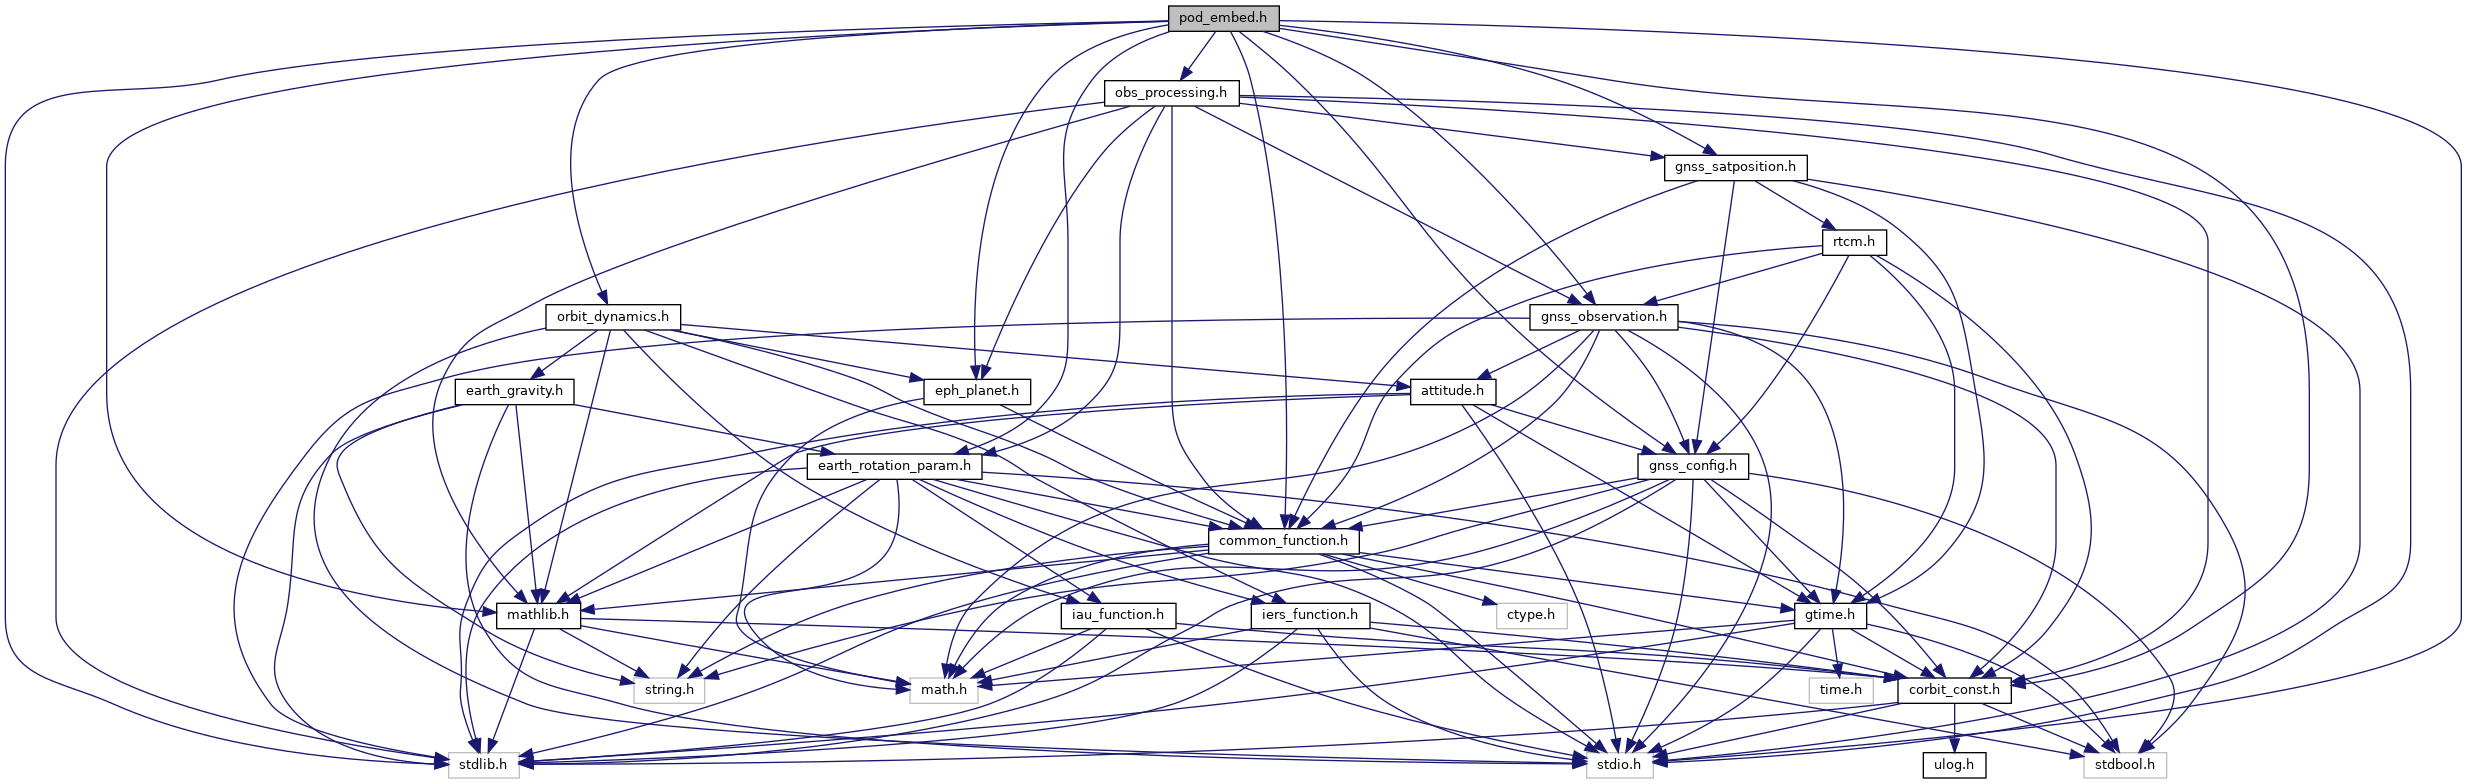 pod_embed.h
obs_processing.h
gnss_satposition.h
rtcm.h
orbit_dynamics.h
gnss_observation.h
earth_gravity.h
eph_planet.h
attitude.h
earth_rotation_param.h
gnss_config.h
common_function.h
mathlib.h
iau_function.h
iers_function.h
ctype.h
gtime.h
string.h
math.h
time.h
corbit_const.h
stdlib.h
stdio.h
ulog.h
stdbool.h